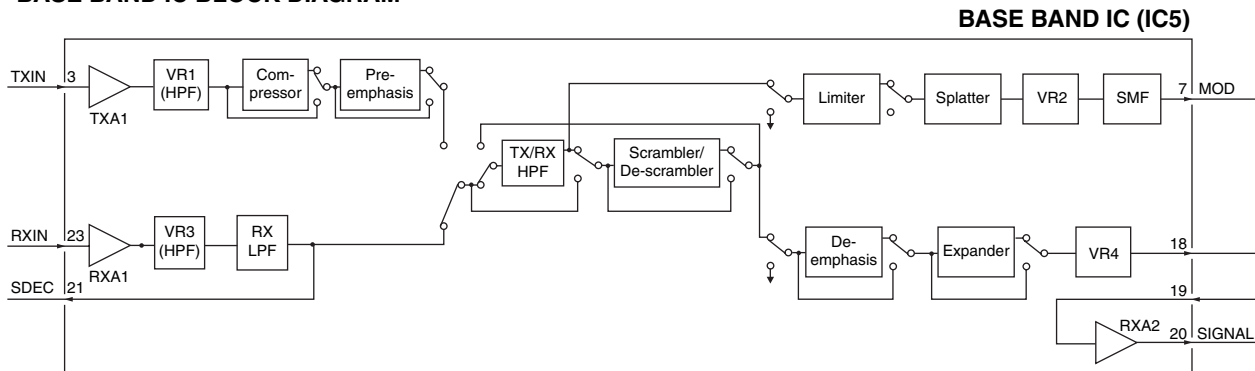 BASE BAND IC BLOCK DIAGRAM
BASE BAND IC (IC5)
TXIN
3
TXA1
VR1
(HPF)
Com-
pressor
Pre-
emphasis
TX/RX
HPF
Scrambler/
De-scrambler
Limiter
Splatter
VR2
SMF
7
MOD
RXIN
23
RXA1
VR3
(HPF)
RX
LPF
SDEC
21
De-
emphasis
Expander
VR4
18
19
RXA2
20
SIGNAL